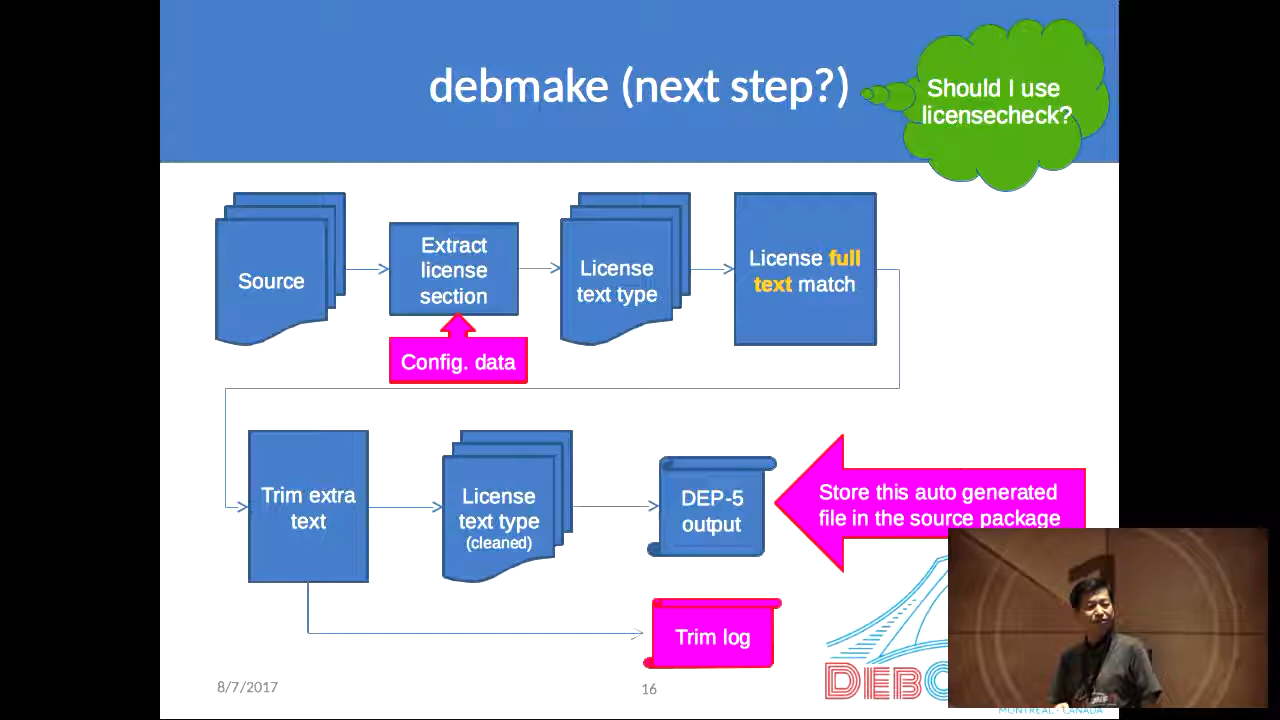 debmake (next step?)
Should I use
licensecheck?
Source
Extract
license
section
License
text type
License full
text match
Config. data
Trim extra
text
License
text type
(cleaned)
DEP-5
output
Store this auto generated
file in the source package
Trim log
8/7/2017
16
DEB
MONTREAL · CANADA